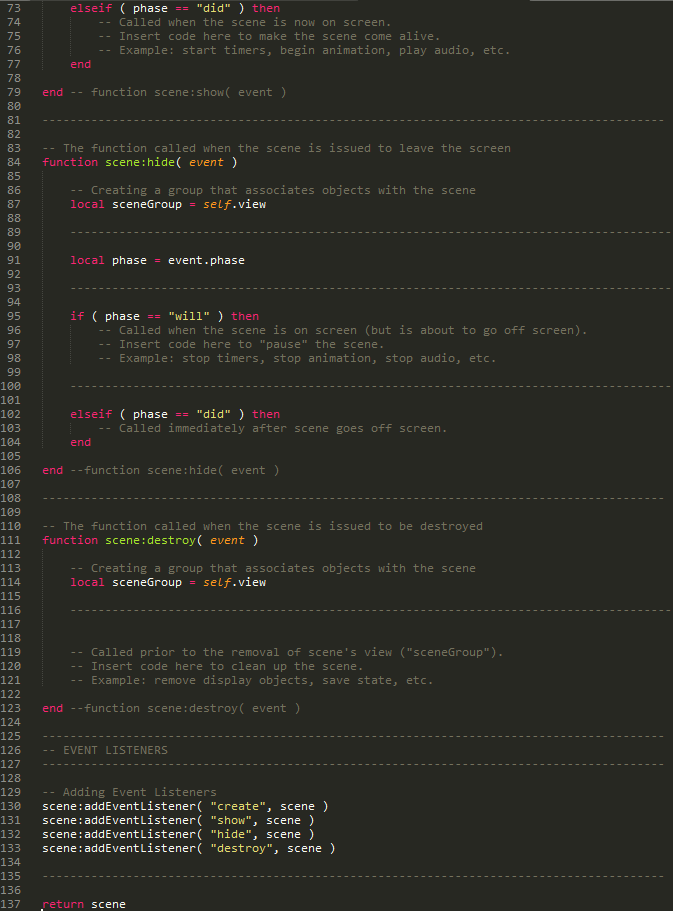 73 elseif ( phase == "did" ) then
74 -- Called when the scene is now on screen.
75 -- Insert code here to make the scene come alive.
76 -- Example: start timers, begin animation, play audio, etc.
77 end
78
79 end -- function scene:show( event )
80
81 -----------------------------------------------------------------------------------------
82
83 -- The function called when the scene is issued to leave the screen
84 function scene:hide( event )
85
86 -- Creating a group that associates objects with the scene
87 local sceneGroup = self.view
88
89 -----------------------------------------------------------------------------------------
90
91 local phase = event.phase
92
93 -----------------------------------------------------------------------------------------
94
95 if ( phase == "will" ) then
96 -- Called when the scene is on screen (but is about to go off screen).
97 -- Insert code here to "pause" the scene.
98 -- Example: stop timers, stop animation, stop audio, etc.
99
100 -----------------------------------------------------------------------------------------
101
102 elseif ( phase == "did" ) then
103 -- Called immediately after scene goes off screen.
104 end
105
106 end --function scene:hide( event )
107
108 -----------------------------------------------------------------------------------------
109
110 -- The function called when the scene is issued to be destroyed
111 function scene:destroy( event )
112
113 -- Creating a group that associates objects with the scene
114 local sceneGroup = self.view
115
116 -----------------------------------------------------------------------------------------
117
118
119 -- Called prior to the removal of scene's view ("sceneGroup").
120 -- Insert code here to clean up the scene.
121 -- Example: remove display objects, save state, etc.
122
123 end --function scene:destroy( event )
124
125 -----------------------------------------------------------------------------------------
126 -- EVENT LISTENERS
127 -----------------------------------------------------------------------------------------
128
129 -- Adding Event Listeners
130 scene:addEventListener( "create", scene )
131 scene:addEventListener( "show", scene )
132 scene:addEventListener( "hide", scene )
133 scene:addEventListener( "destroy", scene )
134
135 -----------------------------------------------------------------------------------------
136
137 return scene